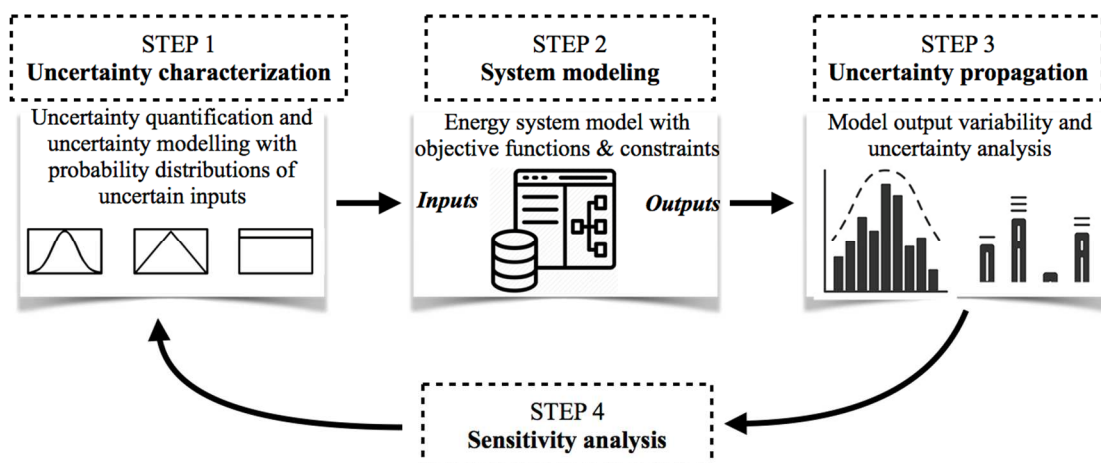 STEP 1
Uncertainty characterization
Uncertainty quantification and
uncertainty modelling with
probability distributions of
uncertain inputs
STEP 2
System modeling
Energy system model with
objective functions & constraints
Inputs
Outputs
STEP 3
Uncertainty propagation
Model output variability and
uncertainty analysis
STEP 4
Sensitivity analysis